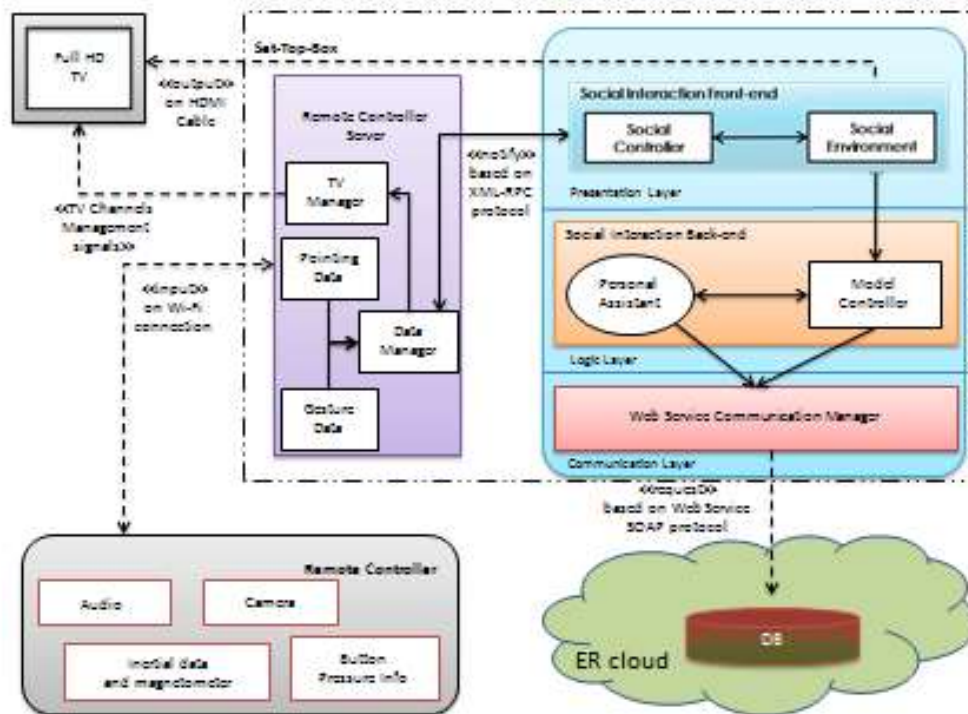 Full HD
TV
Set-Top-Box
«output»
on HDMI
Cable
Remote Controller
Server
TV
Manager
«TV Channels
Management
signals»
Pointing
Data
«input»
on Wi-Fi
connection
Data
Manager
Gesture
Data
«notify»
based on
XML-RPC
protocol
Social Interaction Front-end
Social
Controller
Social
Environment
Presentation Layer
Social Interaction Back-end
Personal
Assistant
Model
Controller
Logic Layer
Web Service Communication Manager
Communication Layer
«request»
based on Web Service
SOAP protocol
Remote Controller
Audio
Camera
Inertial data
and magnetometer
Button
Pressure Info
DB
ER cloud